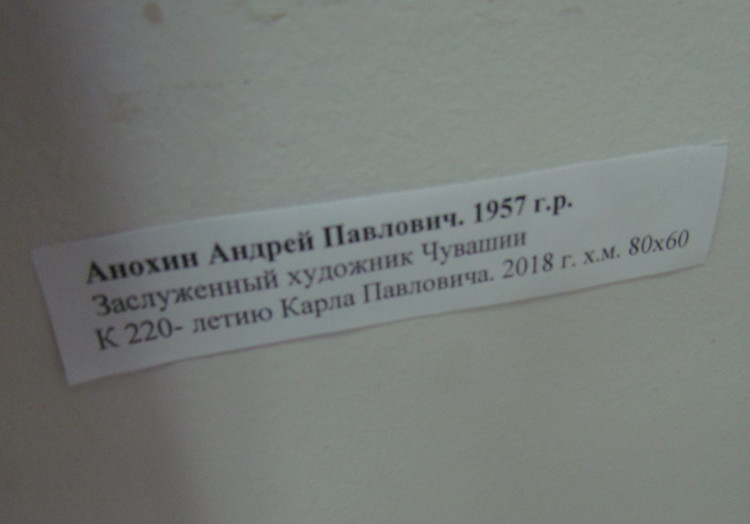 Анохин Андрей Павлович. 1957 г.р.
Заслуженный художник Чувашии
К 220- летию Карла Павловича. 2018 г. х.м. 80х60